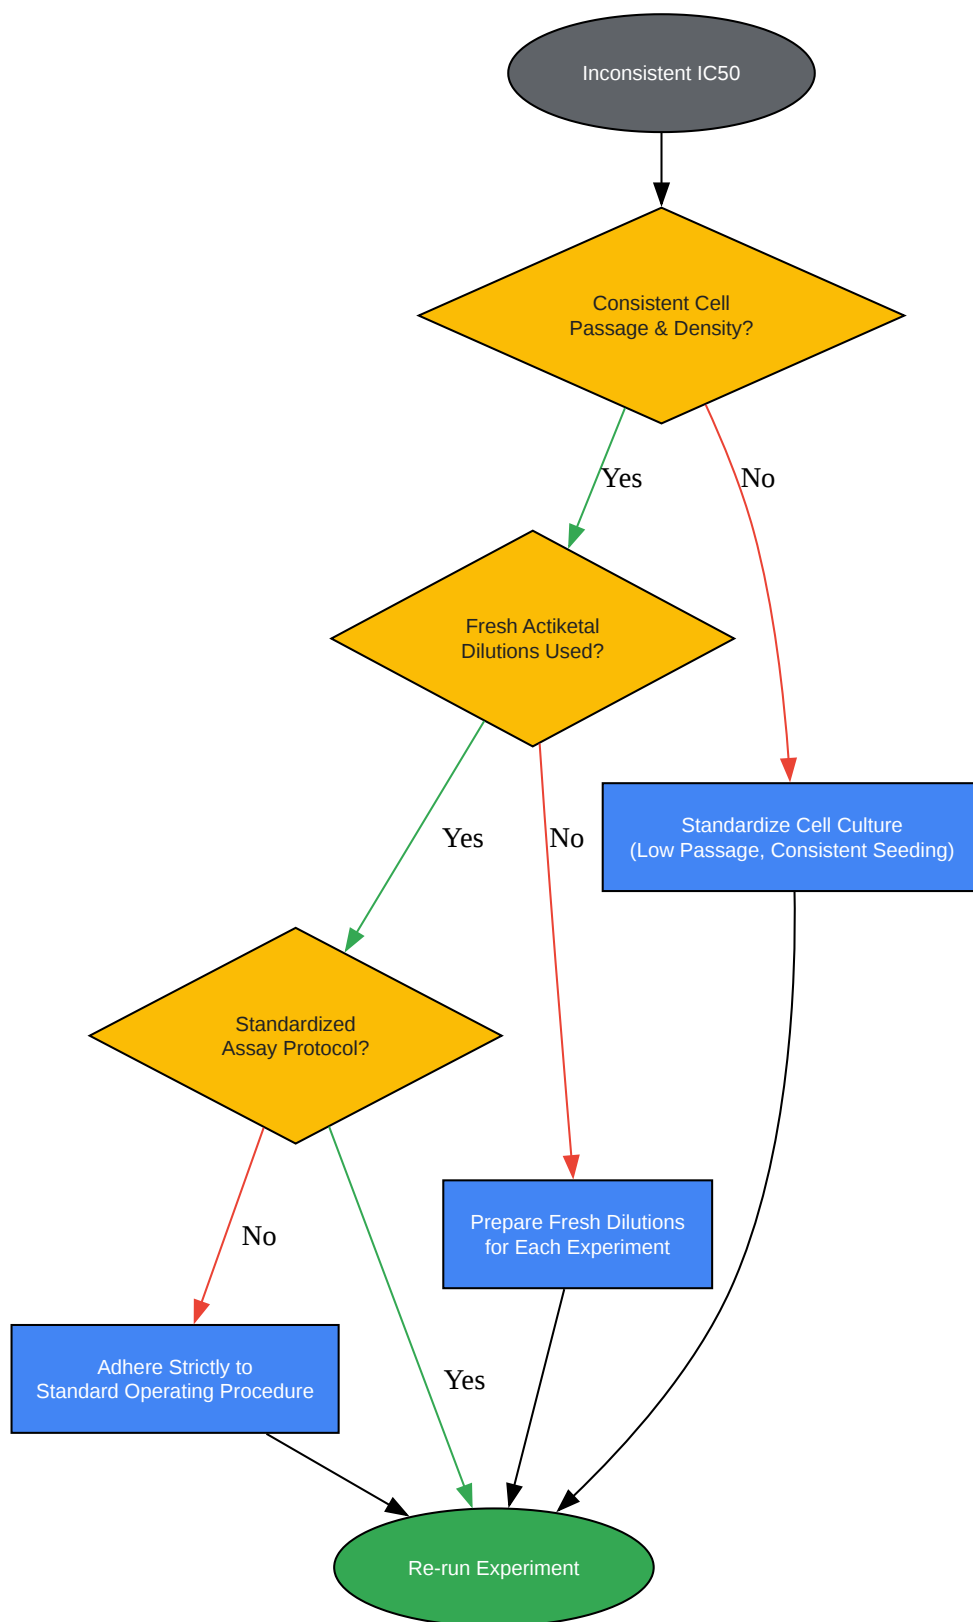 Inconsistent IC50
Consistent Cell
Passage & Density?
Yes
No
Fresh Actiketal
Dilutions Used?
Yes
No
Standardize Cell Culture
(Low Passage, Consistent Seeding)
Standardized
Assay Protocol?
No
Yes
Prepare Fresh Dilutions
for Each Experiment
Adhere Strictly to
Standard Operating Procedure
Re-run Experiment